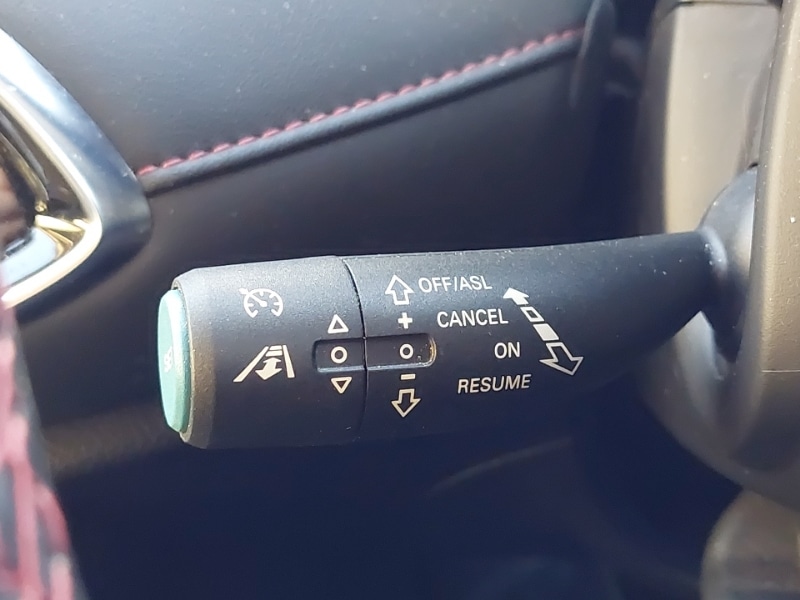 OFF/ASL
+ CANCEL
ON
- RESUME